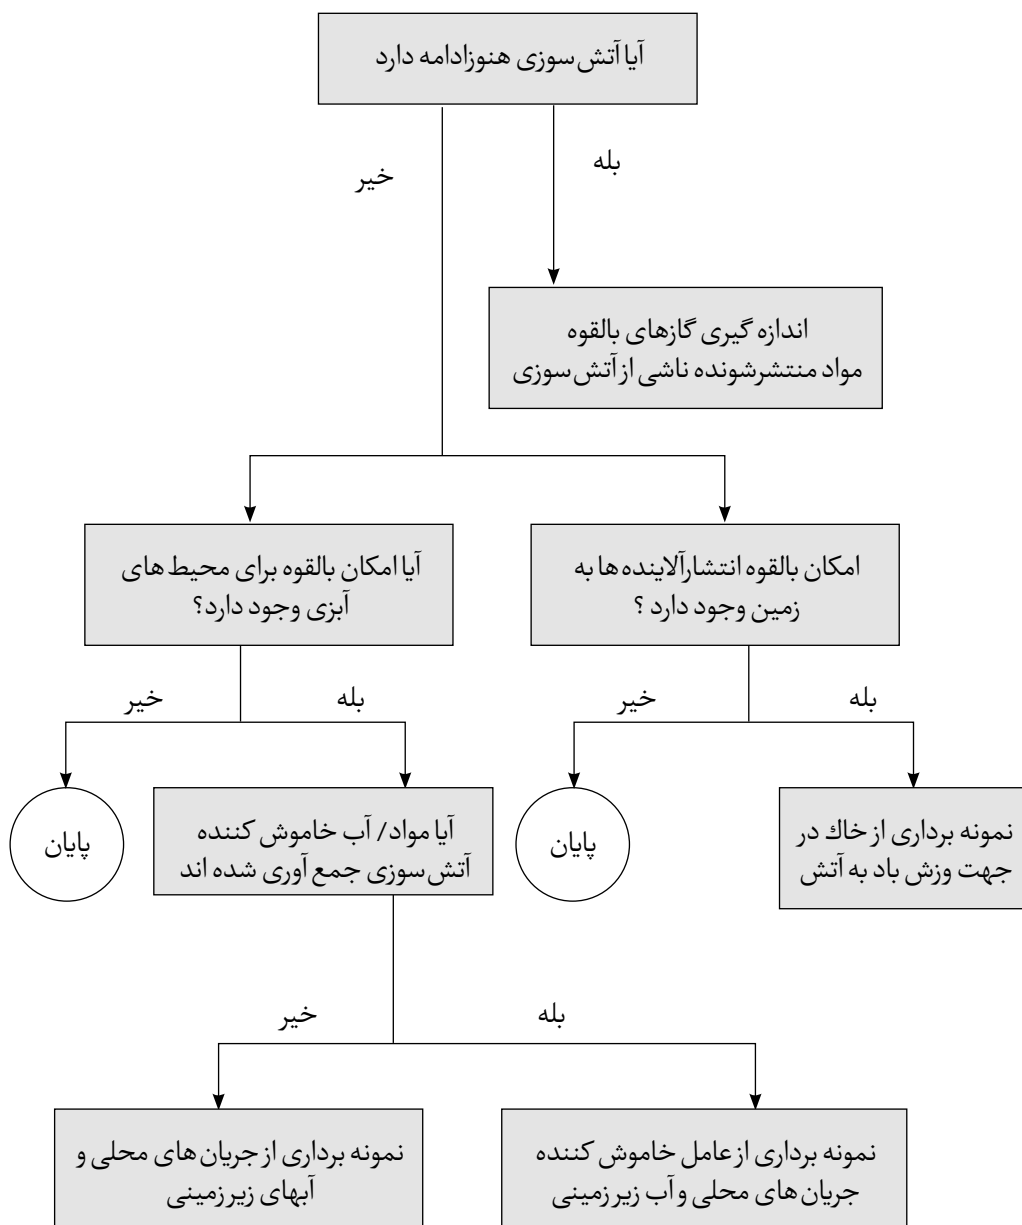 آیا آتش‌سوزی هنوزادامه دارد
بله
خیر
اندازه گیری گازهای بالقوه
مواد منتشرشونده ناشی از آتش‌سوزی
امکان بالقوه انتشارآلاینده‌ها به
زمین وجود دارد ؟
آیا امکان بالقوه برای محیط های
آبزی وجود دارد؟
بله
خیر
بله
خیر
نمونه برداری از خاك در
جهت وزش باد به آتش
پایان
آیا مواد/ آب خاموش کننده
آتش‌سوزی جمع آوری شده اند
پایان
بله
خیر
نمونه برداری ازعامل خاموش کننده
جریان‌های محلی و آب زیرزمینی
نمونه برداری از جریان‌های محلی و
آبهای زیرزمینی